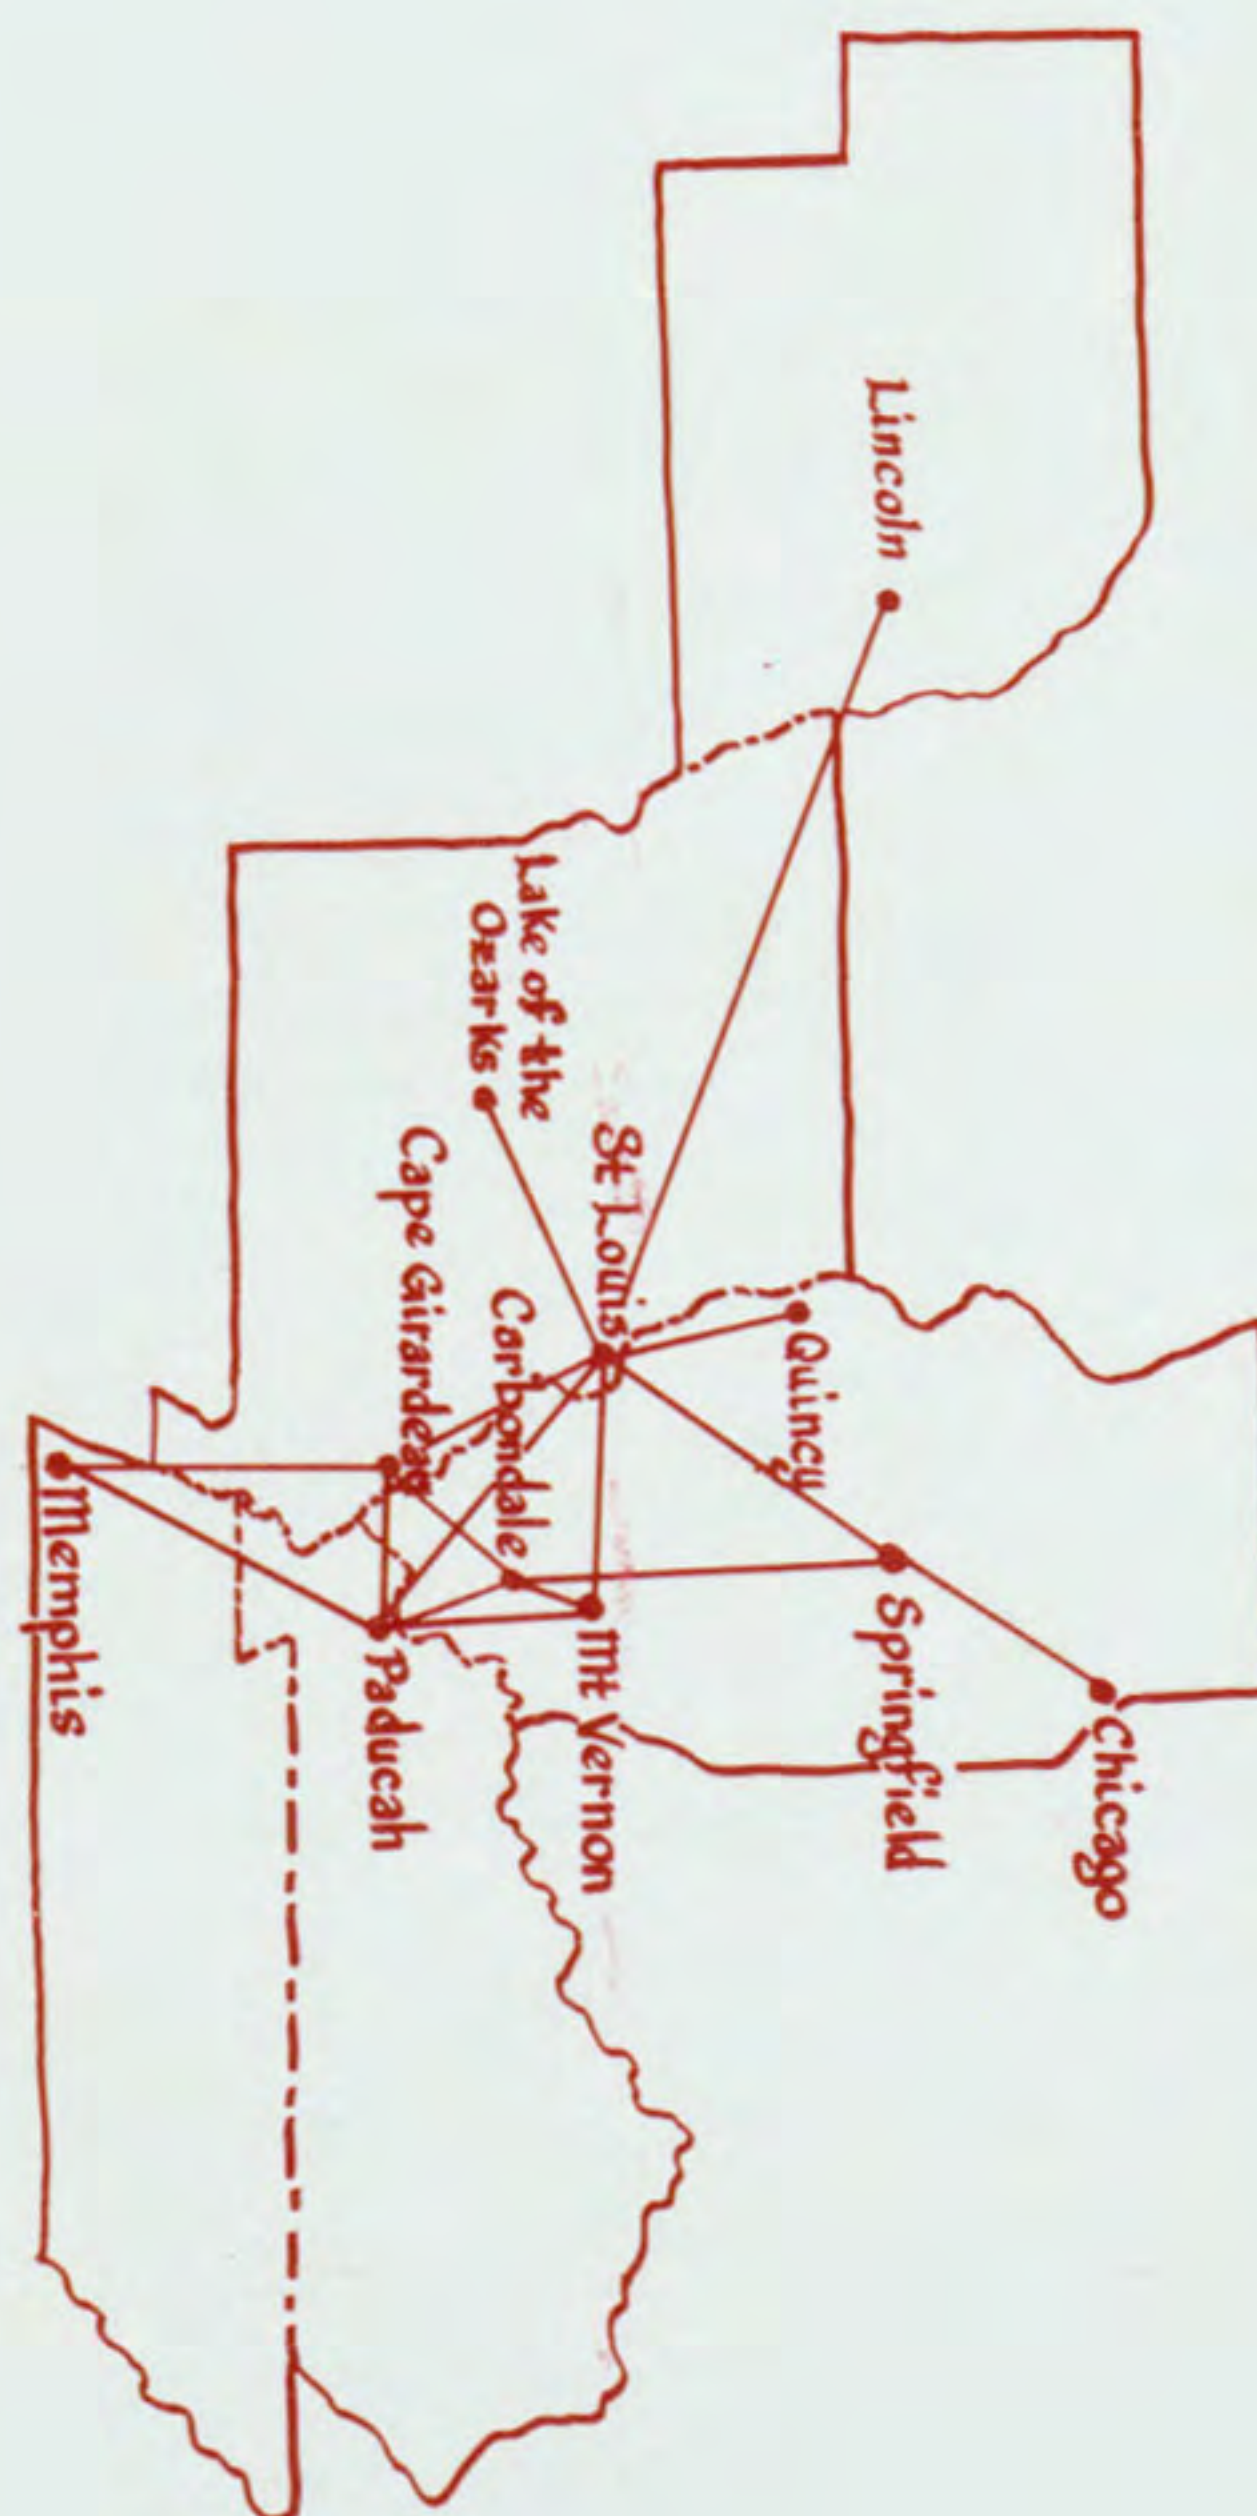 Lincoln
Lake of the
Ozarks
St Louis
Quincy
Cape Girardeau
Carbondale
Springfield
Chicago
Mt Vernon
Paducah
Memphis